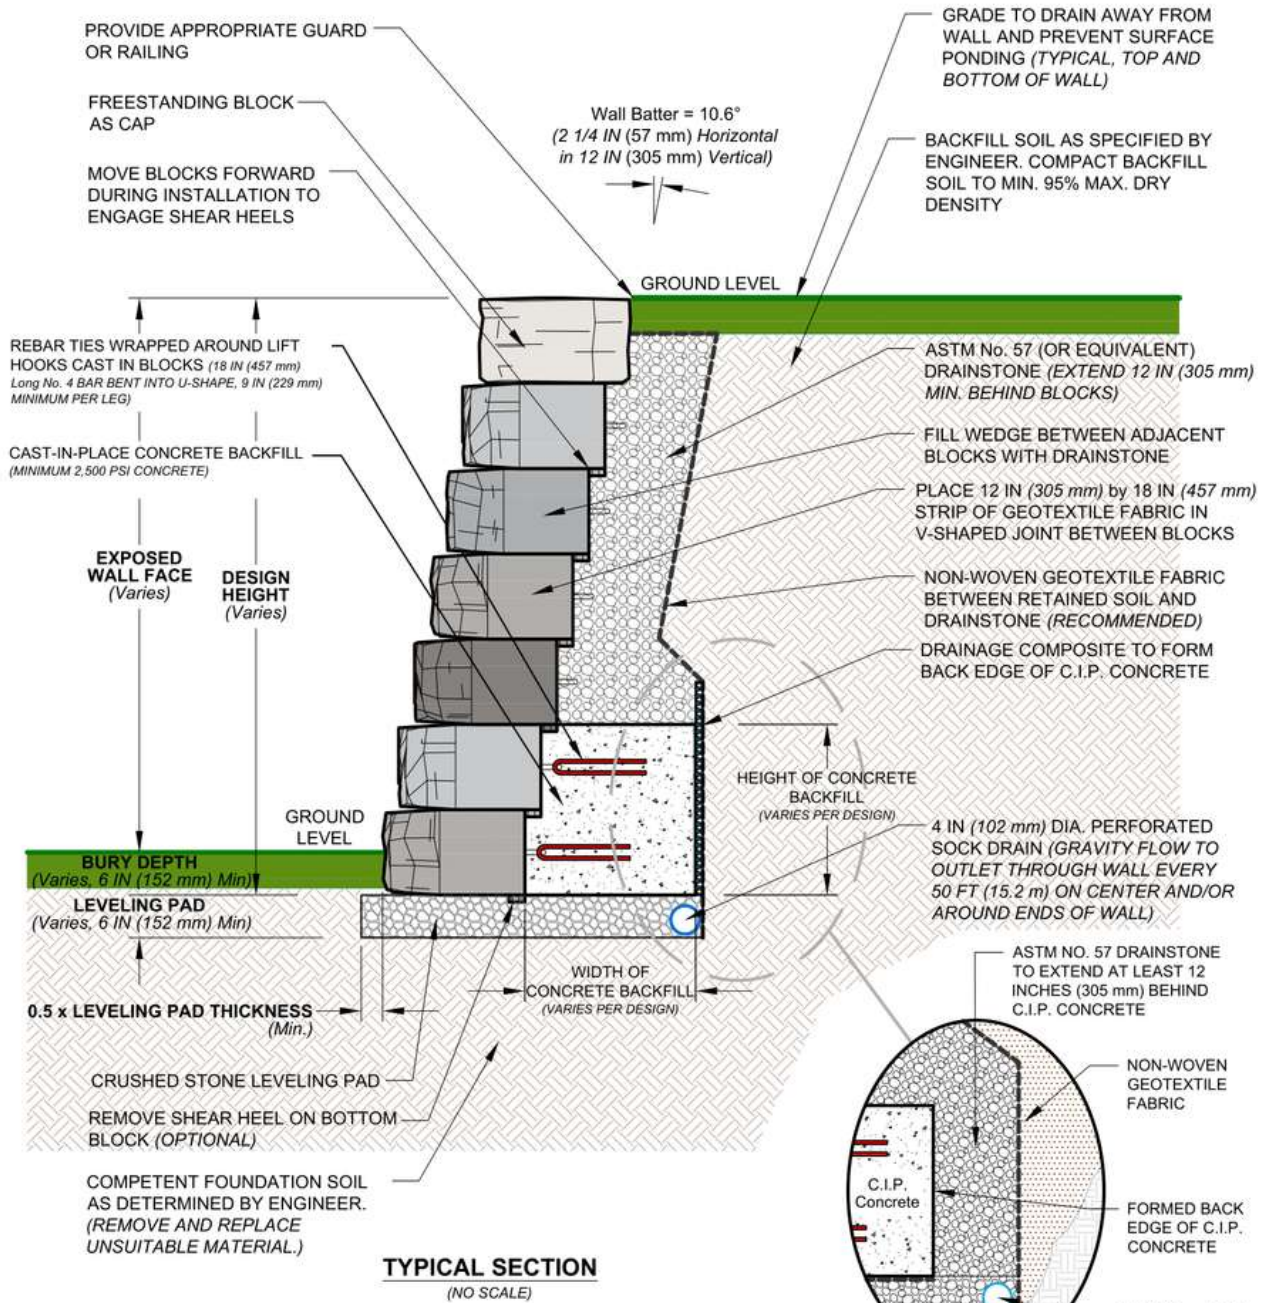 PROVIDE APPROPRIATE GUARD
OR RAILING
FREESTANDING BLOCK
AS CAP
MOVE BLOCKS FORWARD
DURING INSTALLATION TO
ENGAGE SHEAR HEELS
Wall Batter = 10.6°
(2 1/4 IN (57 mm) Horizontal
in 12 IN (305 mm) Vertical)
GRADE TO DRAIN AWAY FROM
WALL AND PREVENT SURFACE
PONDING (TYPICAL, TOP AND
BOTTOM OF WALL)
BACKFILL SOIL AS SPECIFIED BY
ENGINEER. COMPACT BACKFILL
SOIL TO MIN. 95% MAX. DRY
DENSITY
GROUND LEVEL
REBAR TIES WRAPPED AROUND LIFT
HOOKS CAST IN BLOCKS (18 IN (457 mm)
Long No. 4 BAR BENT INTO U-SHAPE, 9 IN (229 mm)
MINIMUM PER LEG)
CAST-IN-PLACE CONCRETE BACKFILL
(MINIMUM 2,500 PSI CONCRETE)
EXPOSED
WALL FACE
(Varies)
DESIGN
HEIGHT
(Varies)
ASTM No. 57 (OR EQUIVALENT)
DRAINSTONE (EXTEND 12 IN (305 mm)
MIN. BEHIND BLOCKS)
FILL WEDGE BETWEEN ADJACENT
BLOCKS WITH DRAINSTONE
PLACE 12 IN (305 mm) by 18 IN (457 mm)
STRIP OF GEOTEXTILE FABRIC IN
V-SHAPED JOINT BETWEEN BLOCKS
NON-WOVEN GEOTEXTILE FABRIC
BETWEEN RETAINED SOIL AND
DRAINSTONE (RECOMMENDED)
DRAINAGE COMPOSITE TO FORM
BACK EDGE OF C.I.P. CONCRETE
HEIGHT OF CONCRETE
BACKFILL
(VARIES PER DESIGN)
GROUND
LEVEL
BURY DEPTH
(Varies, 6 IN (152 mm) Min)
LEVELING PAD
(Varies, 6 IN (152 mm) Min)
4 IN (102 mm) DIA. PERFORATED
SOCK DRAIN (GRAVITY FLOW TO
OUTLET THROUGH WALL EVERY
50 FT (15.2 m) ON CENTER AND/OR
AROUND ENDS OF WALL)
WIDTH OF
CONCRETE BACKFILL
(VARIES PER DESIGN)
0.5 x LEVELING PAD THICKNESS
(Min.)
CRUSHED STONE LEVELING PAD
REMOVE SHEAR HEEL ON BOTTOM
BLOCK (OPTIONAL)
COMPETENT FOUNDATION SOIL
AS DETERMINED BY ENGINEER.
(REMOVE AND REPLACE
UNSUITABLE MATERIAL.)
ASTM NO. 57 DRAINSTONE
TO EXTEND AT LEAST 12
INCHES (305 mm) BEHIND
C.I.P. CONCRETE
NON-WOVEN
GEOTEXTILE
FABRIC
C.I.P.
Concrete
FORMED BACK
EDGE OF C.I.P.
CONCRETE
TYPICAL SECTION
(NO SCALE)